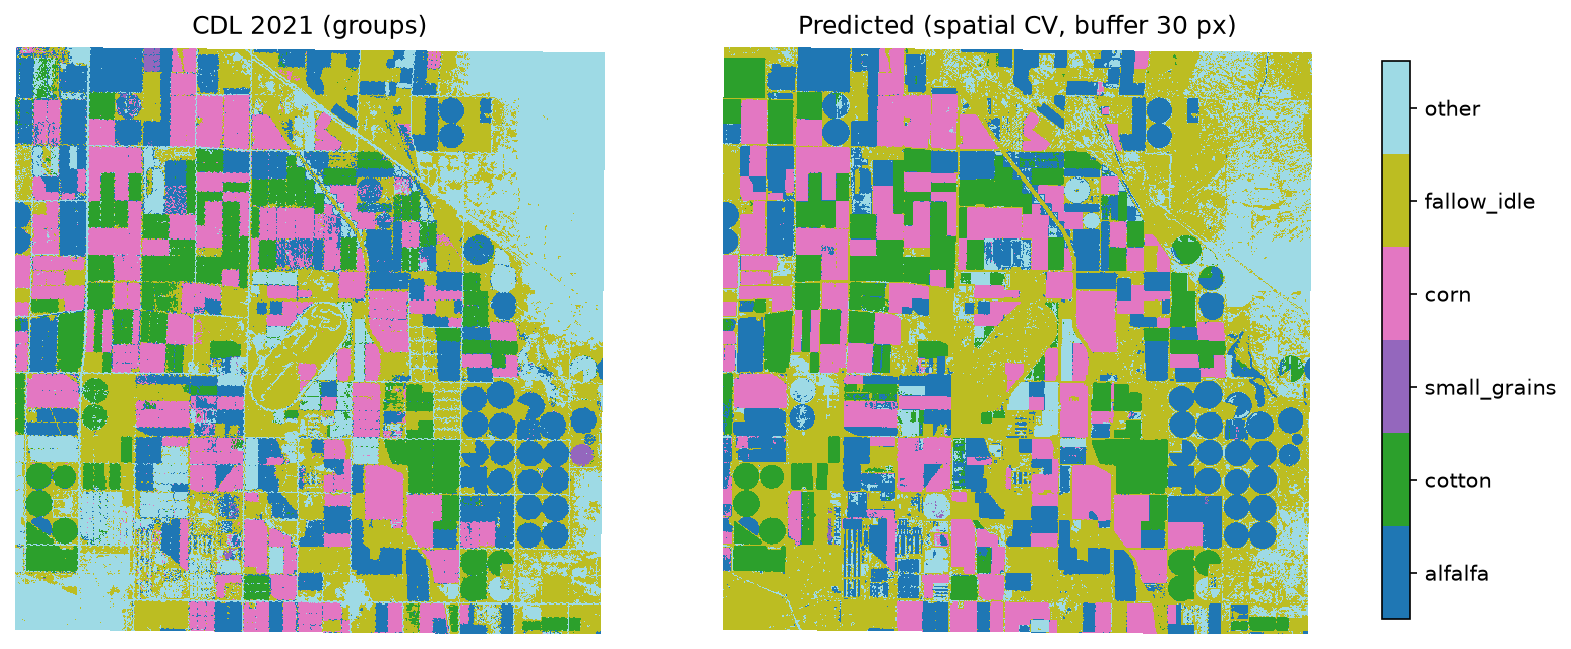 CDL 2021 (groups)
Predicted (spatial CV, buffer 30 px)
other
fallow_idle
corn
small_grains
cotton
alfalfa